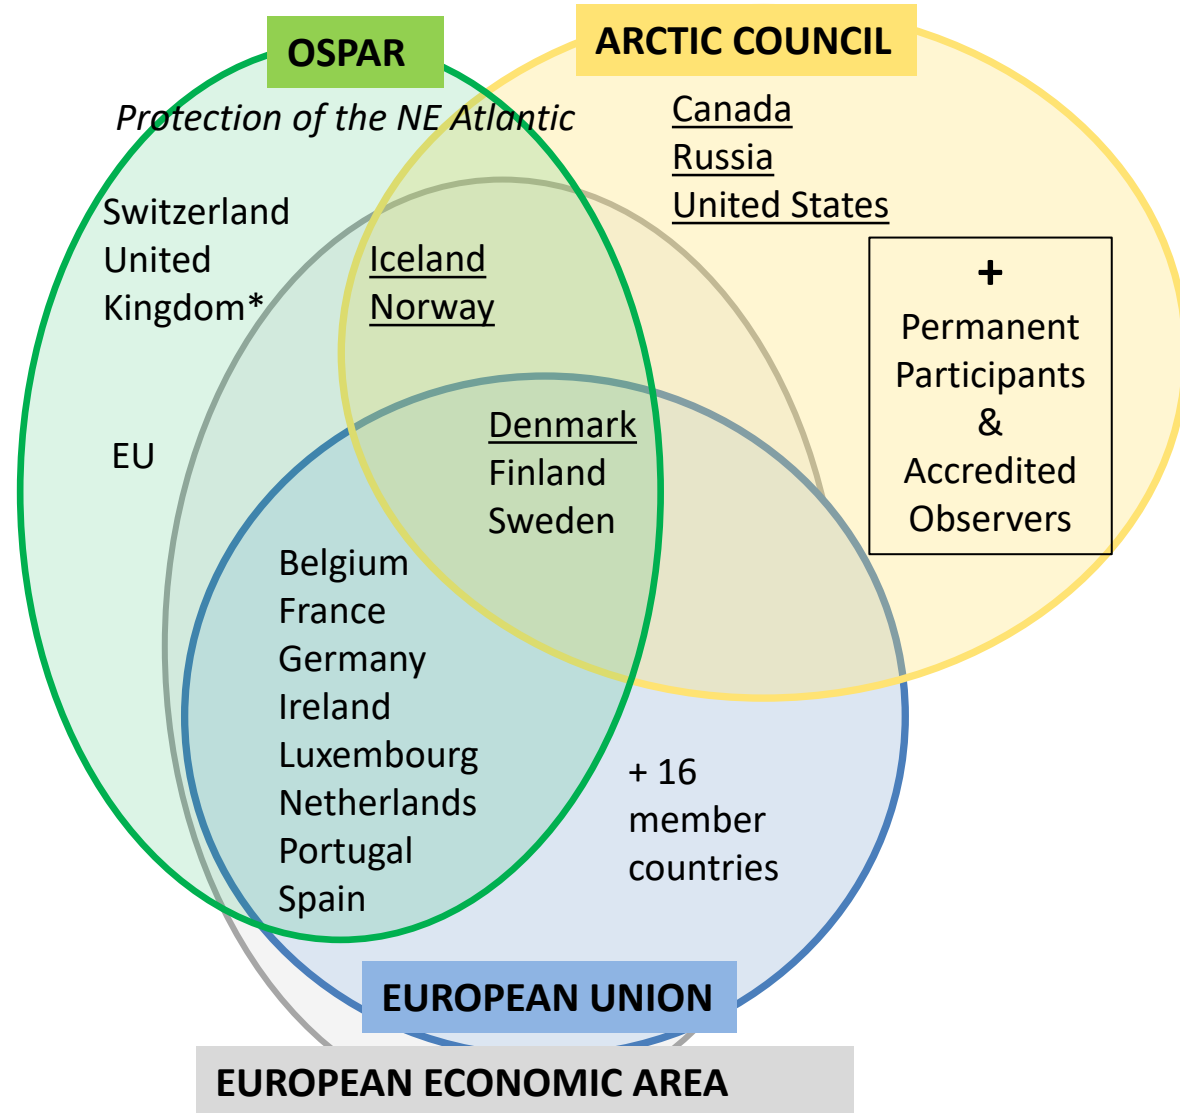 OSPAR
Protection of the NE Atlantic
ARCTIC COUNCIL
Canada
Russia
United States
Switzerland
United
Kingdom*
Iceland
Norway
+
Permanent
Participants
&
Accredited
Observers
EU
Denmark
Finland
Sweden
Belgium
France
Germany
Ireland
Luxembourg
Netherlands
Portugal
Spain
+ 16
member
countries
EUROPEAN UNION
EUROPEAN ECONOMIC AREA